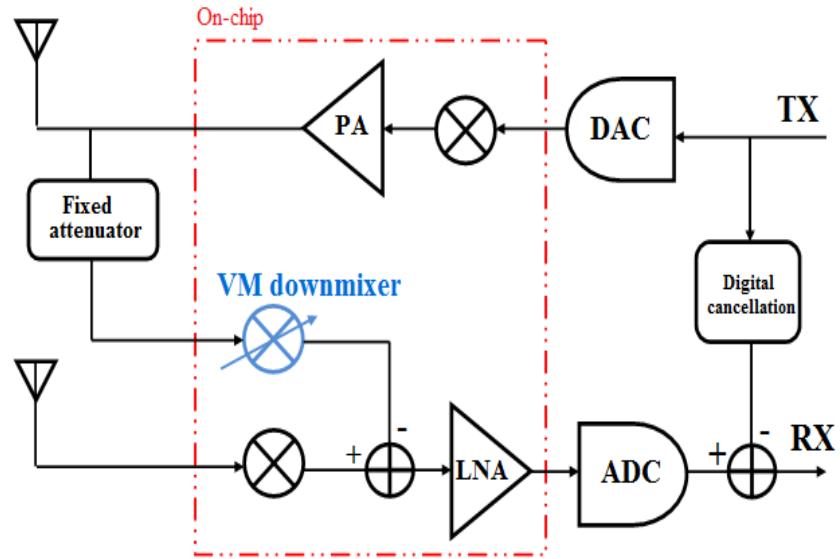 On-chip
PA
DAC
TX
Fixed
attenuator
VM downmixer
Digital
cancellation
-
-
+
+
LNA
ADC
RX